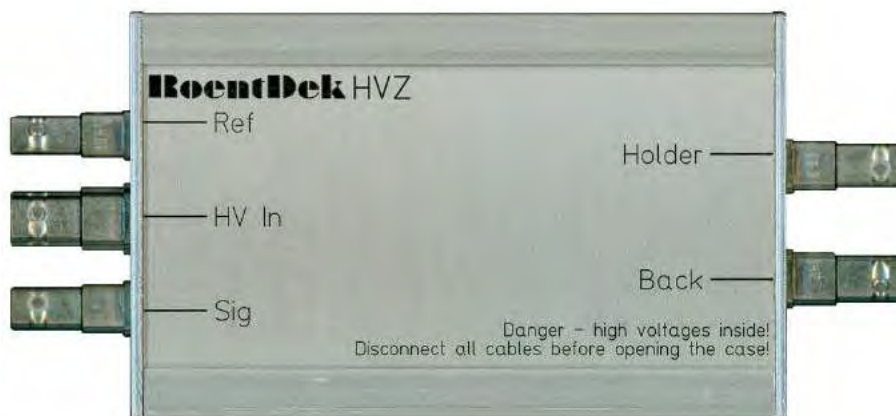 RoentDek HVZ
Ref
HV In
Sig
Holder
Back
Danger - high voltages inside!
Disconnect all cables before opening the case!